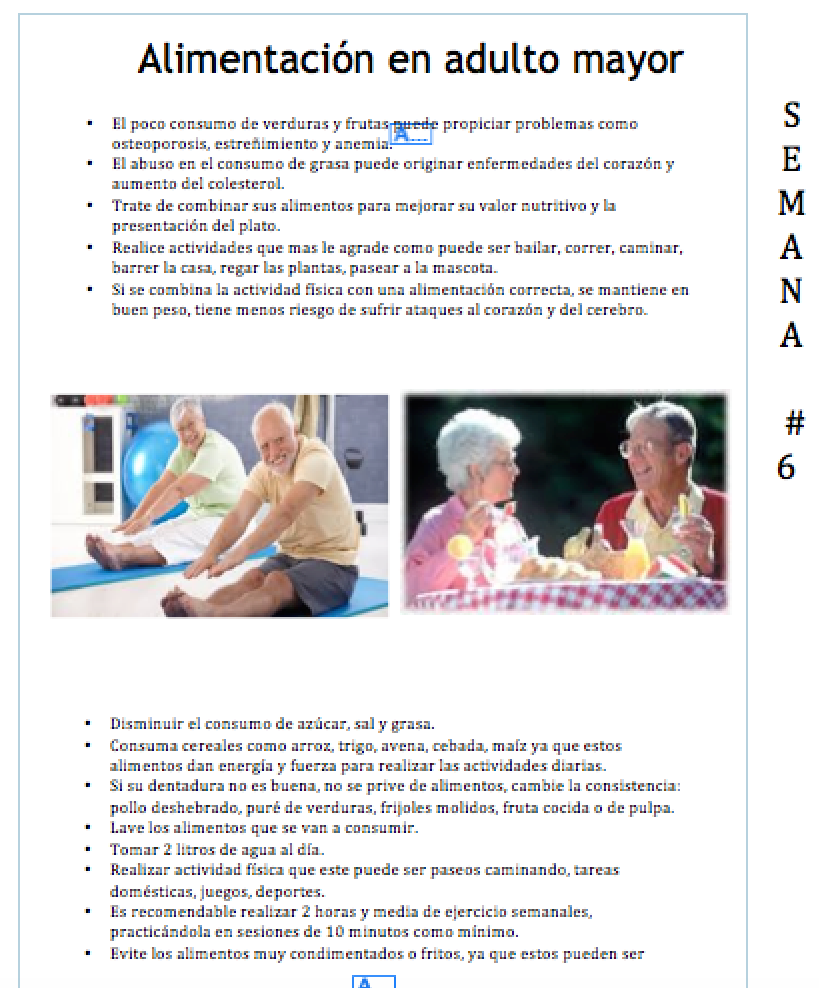 Alimentación en adulto mayor
• El poco consumo de verduras y frutas puede propiciar problemas como
osteoporosis, estreñimiento y anemia.
A...
• El abuso en el consumo de grasa puede originar enfermedades del corazón y
aumento del colesterol.
• Trate de combinar sus alimentos para mejorar su valor nutritivo y la
presentación del plato.
• Realice actividades que mas le agrade como puede ser bailar, correr, caminar,
barrer la casa, regar las plantas, pasear a la mascota.
• Si se combina la actividad física con una alimentación correcta, se mantiene en
buen peso, tiene menos riesgo de sufrir ataques al corazón y del cerebro.
• Disminuir el consumo de azúcar, sal y grasa.
• Consuma cereales como arroz, trigo, avena, cebada, maíz ya que estos
alimentos dan energía y fuerza para realizar las actividades diarias.
• Si su dentadura no es buena, no se prive de alimentos, cambie la consistencia:
pollo deshebrado, puré de verduras, frijoles molidos, fruta cocida o de pulpa.
• Lave los alimentos que se van a consumir.
• Tomar 2 litros de agua al día.
• Realizar actividad física que este puede ser paseos caminando, tareas
domésticas, juegos, deportes.
• Es recomendable realizar 2 horas y media de ejercicio semanales,
practicándola en sesiones de 10 minutos como mínimo.
• Evite los alimentos muy condimentados o fritos, ya que estos pueden ser
A...
S
E
M
A
N
A
#
6